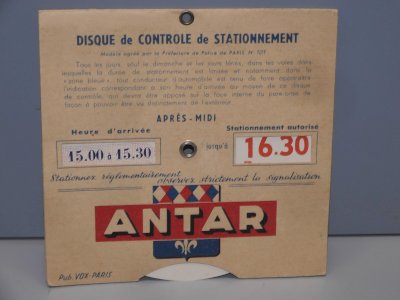 DISQUE de CONTROLE de STATIONNEMENT
Modèle agréé par la Préfecture de Police de PARIS N°
Tous les jours, sauf le dimanche et les jours fériés, dans les voies dans
lesquelles la durée de stationnement est limitée et notamment dans la
"zone bleue", tout conducteur d'automobile est tenu de faire apparaître
l'indication correspondant à son heure d'arrivée au moyen de ce disque
de contrôle, qui devra être apposé sur la face interne du pare-brise de
façon à pouvoir être vu distinctement de l'extérieur.
APRÈS-MIDI
Heure d'arrivée
Stationnement autorisé
15.00 à 15.30
jusqu'à
16.30
Stationnez réglementairement
observez strictement la signalisation
ANTAR
Pub. VOX-PARIS